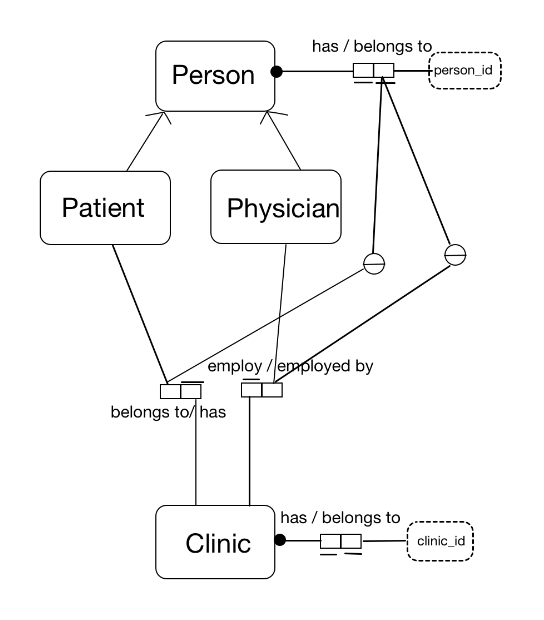 has / belongs to
Person
person_id
Patient
Physician
employ / employed by
belongs to/ has
has / belongs to
Clinic
clinic_id